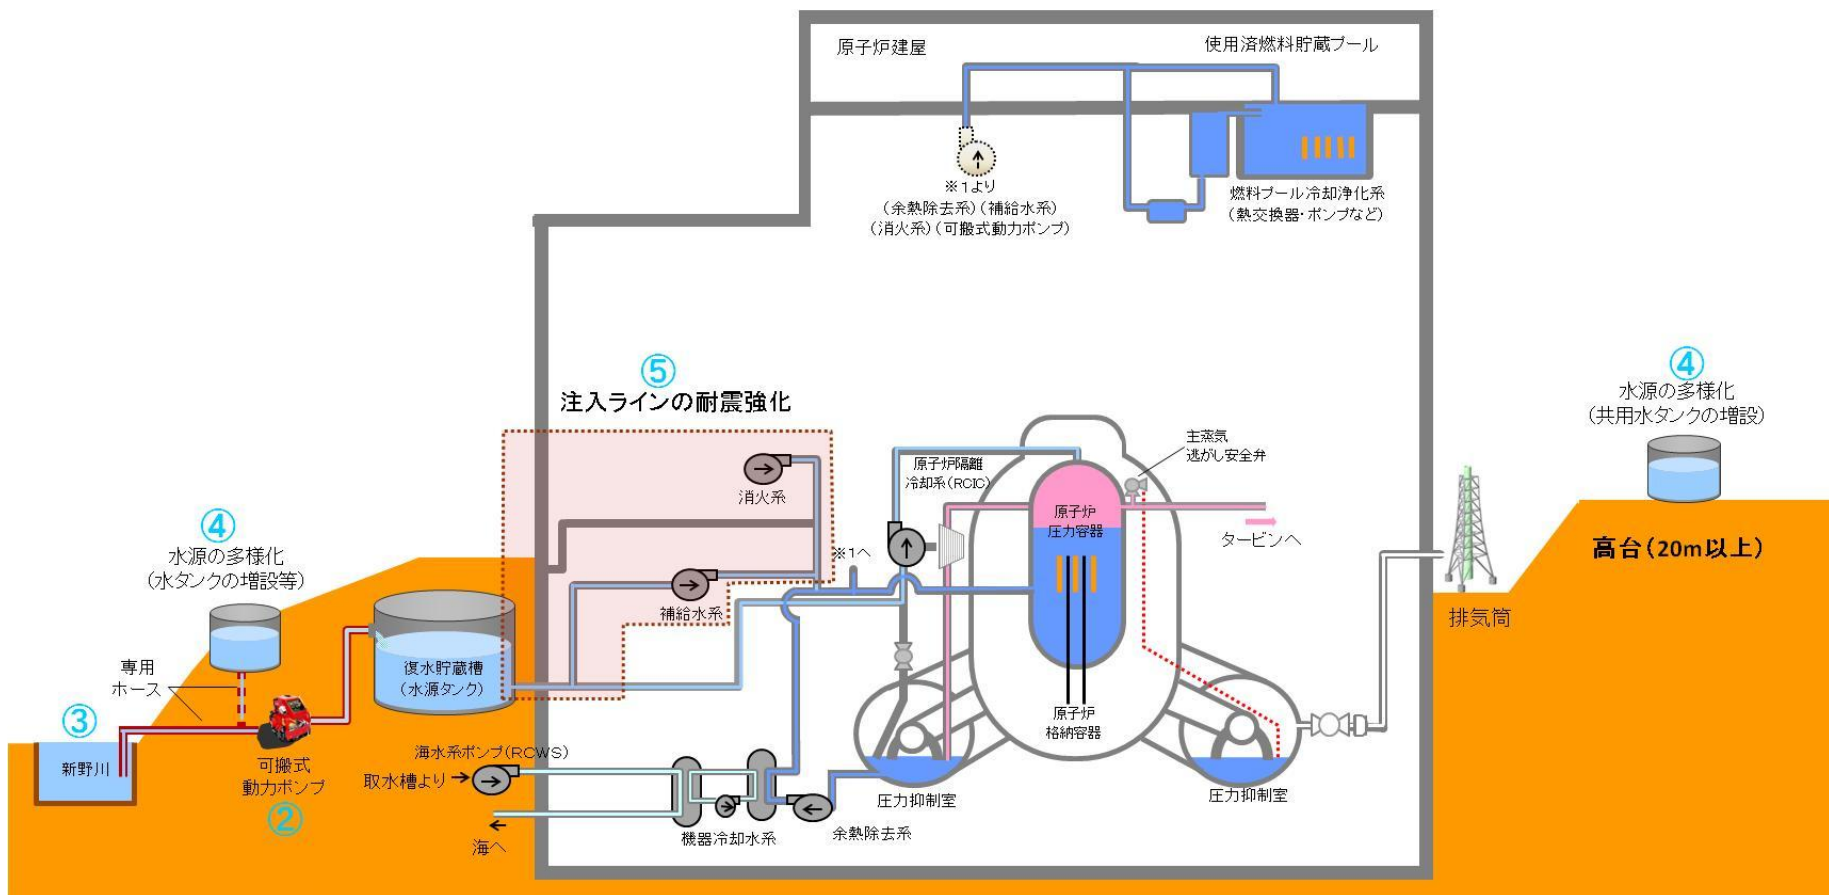 原子炉建屋
使用済燃料貯蔵プール
※1より
(余熱除去系)(補給水系)
(消火系)(可搬式動力ポンプ)
燃料プール冷却浄化系
(熱交換器・ポンプなど)
⑤
注入ラインの耐震強化
④
水源の多様化
(共用水タンクの増設)
主蒸気
逃がし安全弁
原子炉隔離
冷却系(RCIC)
消火系
原子炉
圧力容器
タービンへ
高台(20m以上)
④
水源の多様化
(水タンクの増設等)
※1へ
補給水系
排気筒
専用
ホース
復水貯蔵槽
(水源タンク)
③
新野川
可搬式
動力ポンプ
②
原子炉
格納容器
海水系ポンプ(RCWS)
取水槽より
海へ
機器冷却水系
余熱除去系
圧力抑制室
圧力抑制室